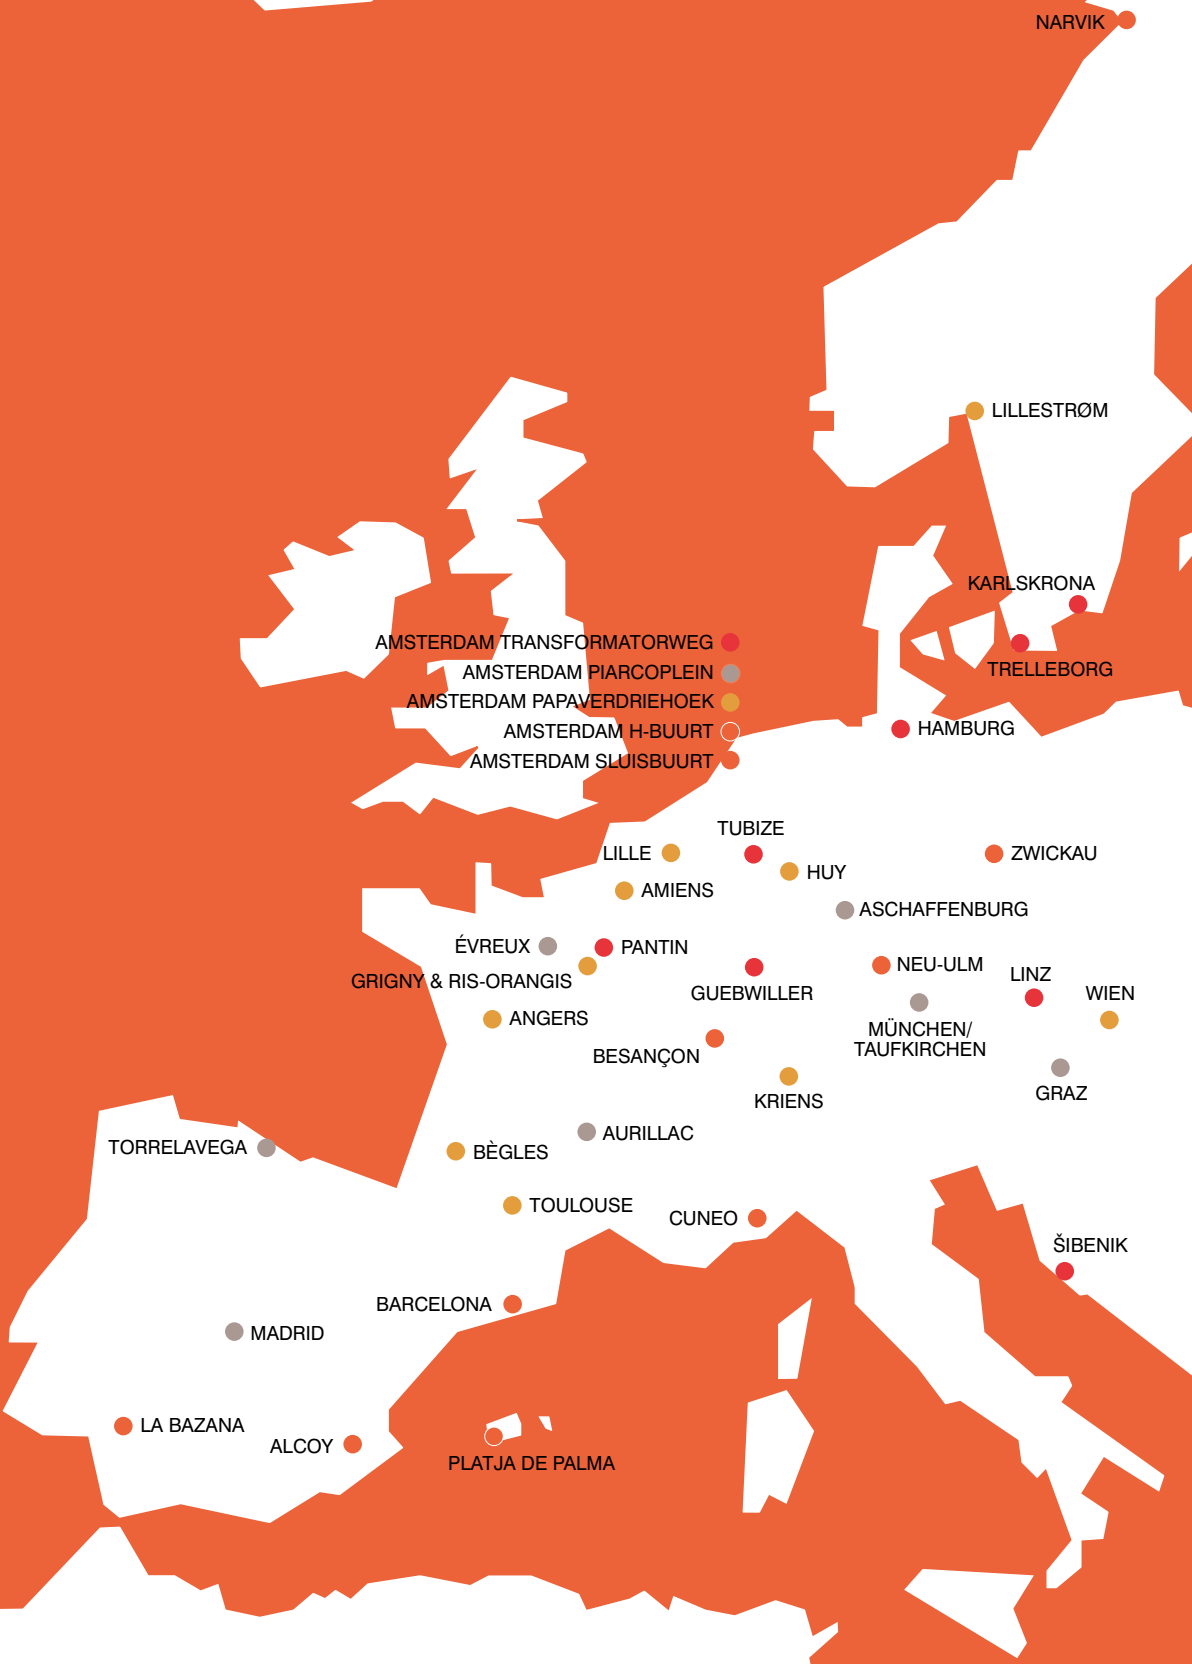 NARVIK
LILLESTRØM
KARLSKRONA
AMSTERDAM TRANSFORMATORWEG
TRELLEBORG
AMSTERDAM PIARCOPLEIN
AMSTERDAM PAPAVERDRIEHOEK
AMSTERDAM H-BUURT
HAMBURG
AMSTERDAM SLUISBUURT
TUBIZE
LILLE
ZWICKAU
HUY
AMIENS
ASCHAFFENBURG
ÉVREUX
PANTIN
NEU-ULM
GRIGNY & RIS-ORANGIS
LINZ
GUEBWILLER
WIEN
ANGERS
MÜNCHEN/
TAUFKIRCHEN
BESANÇON
GRAZ
KRIENS
AURILLAC
TORRELAVEGA
BÈGLES
TOULOUSE
CUNEO
ŠIBENIK
BARCELONA
MADRID
LA BAZANA
ALCOY
PLATJA DE PALMA